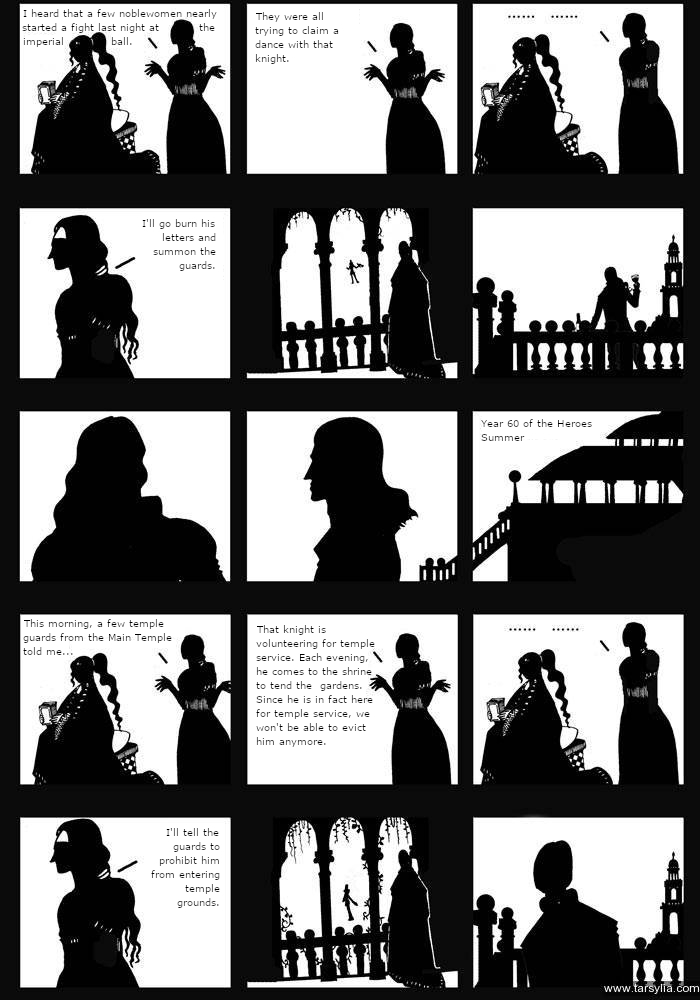 I heard that a few noblewomen nearly
started a fight last night at the
imperial ball.
They were all
trying to claim a
dance with that
knight.
...... ......
I'll go burn his
letters and
summon the
guards.
Year 60 of the Heroes
Summer
This morning, a few temple
guards from the Main Temple
told me...
That knight is
volunteering for temple
service. Each evening,
he comes to the shrine
to tend the gardens.
Since he is in fact here
for temple service, we
won't be able to evict
him anymore.
...... ......
I'll tell the
guards to
prohibit him
from entering
temple
grounds.
www.tarsylia.com